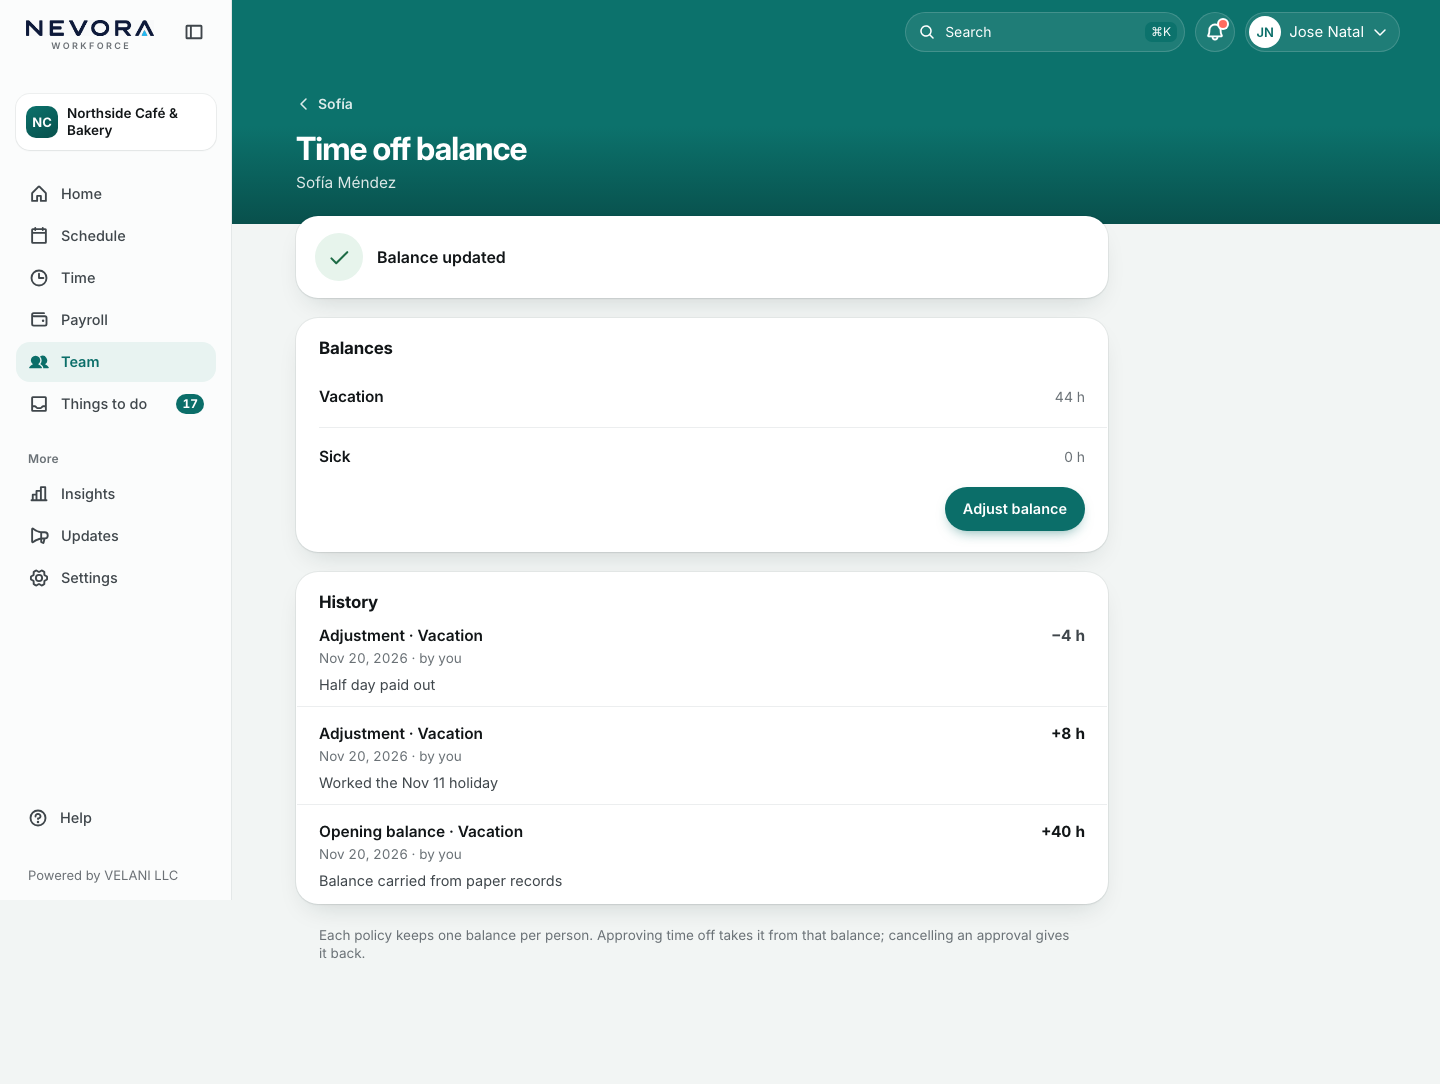 NEVORA
WORKFORCE
Search
⌘K
JN
Jose Natal
NC
Northside Café &
Bakery
Home
Schedule
Time
Payroll
Team
Things to do
17
More
Insights
Updates
Settings
Help
Powered by VELANI LLC
Sofía
Time off balance
Sofía Méndez
Balance updated
Balances
Vacation
44 h
Sick
0 h
Adjust balance
History
Adjustment · Vacation
−4 h
Nov 20, 2026 · by you
Half day paid out
Adjustment · Vacation
+8 h
Nov 20, 2026 · by you
Worked the Nov 11 holiday
Opening balance · Vacation
+40 h
Nov 20, 2026 · by you
Balance carried from paper records
Each policy keeps one balance per person. Approving time off takes it from that balance; cancelling an approval gives
it back.